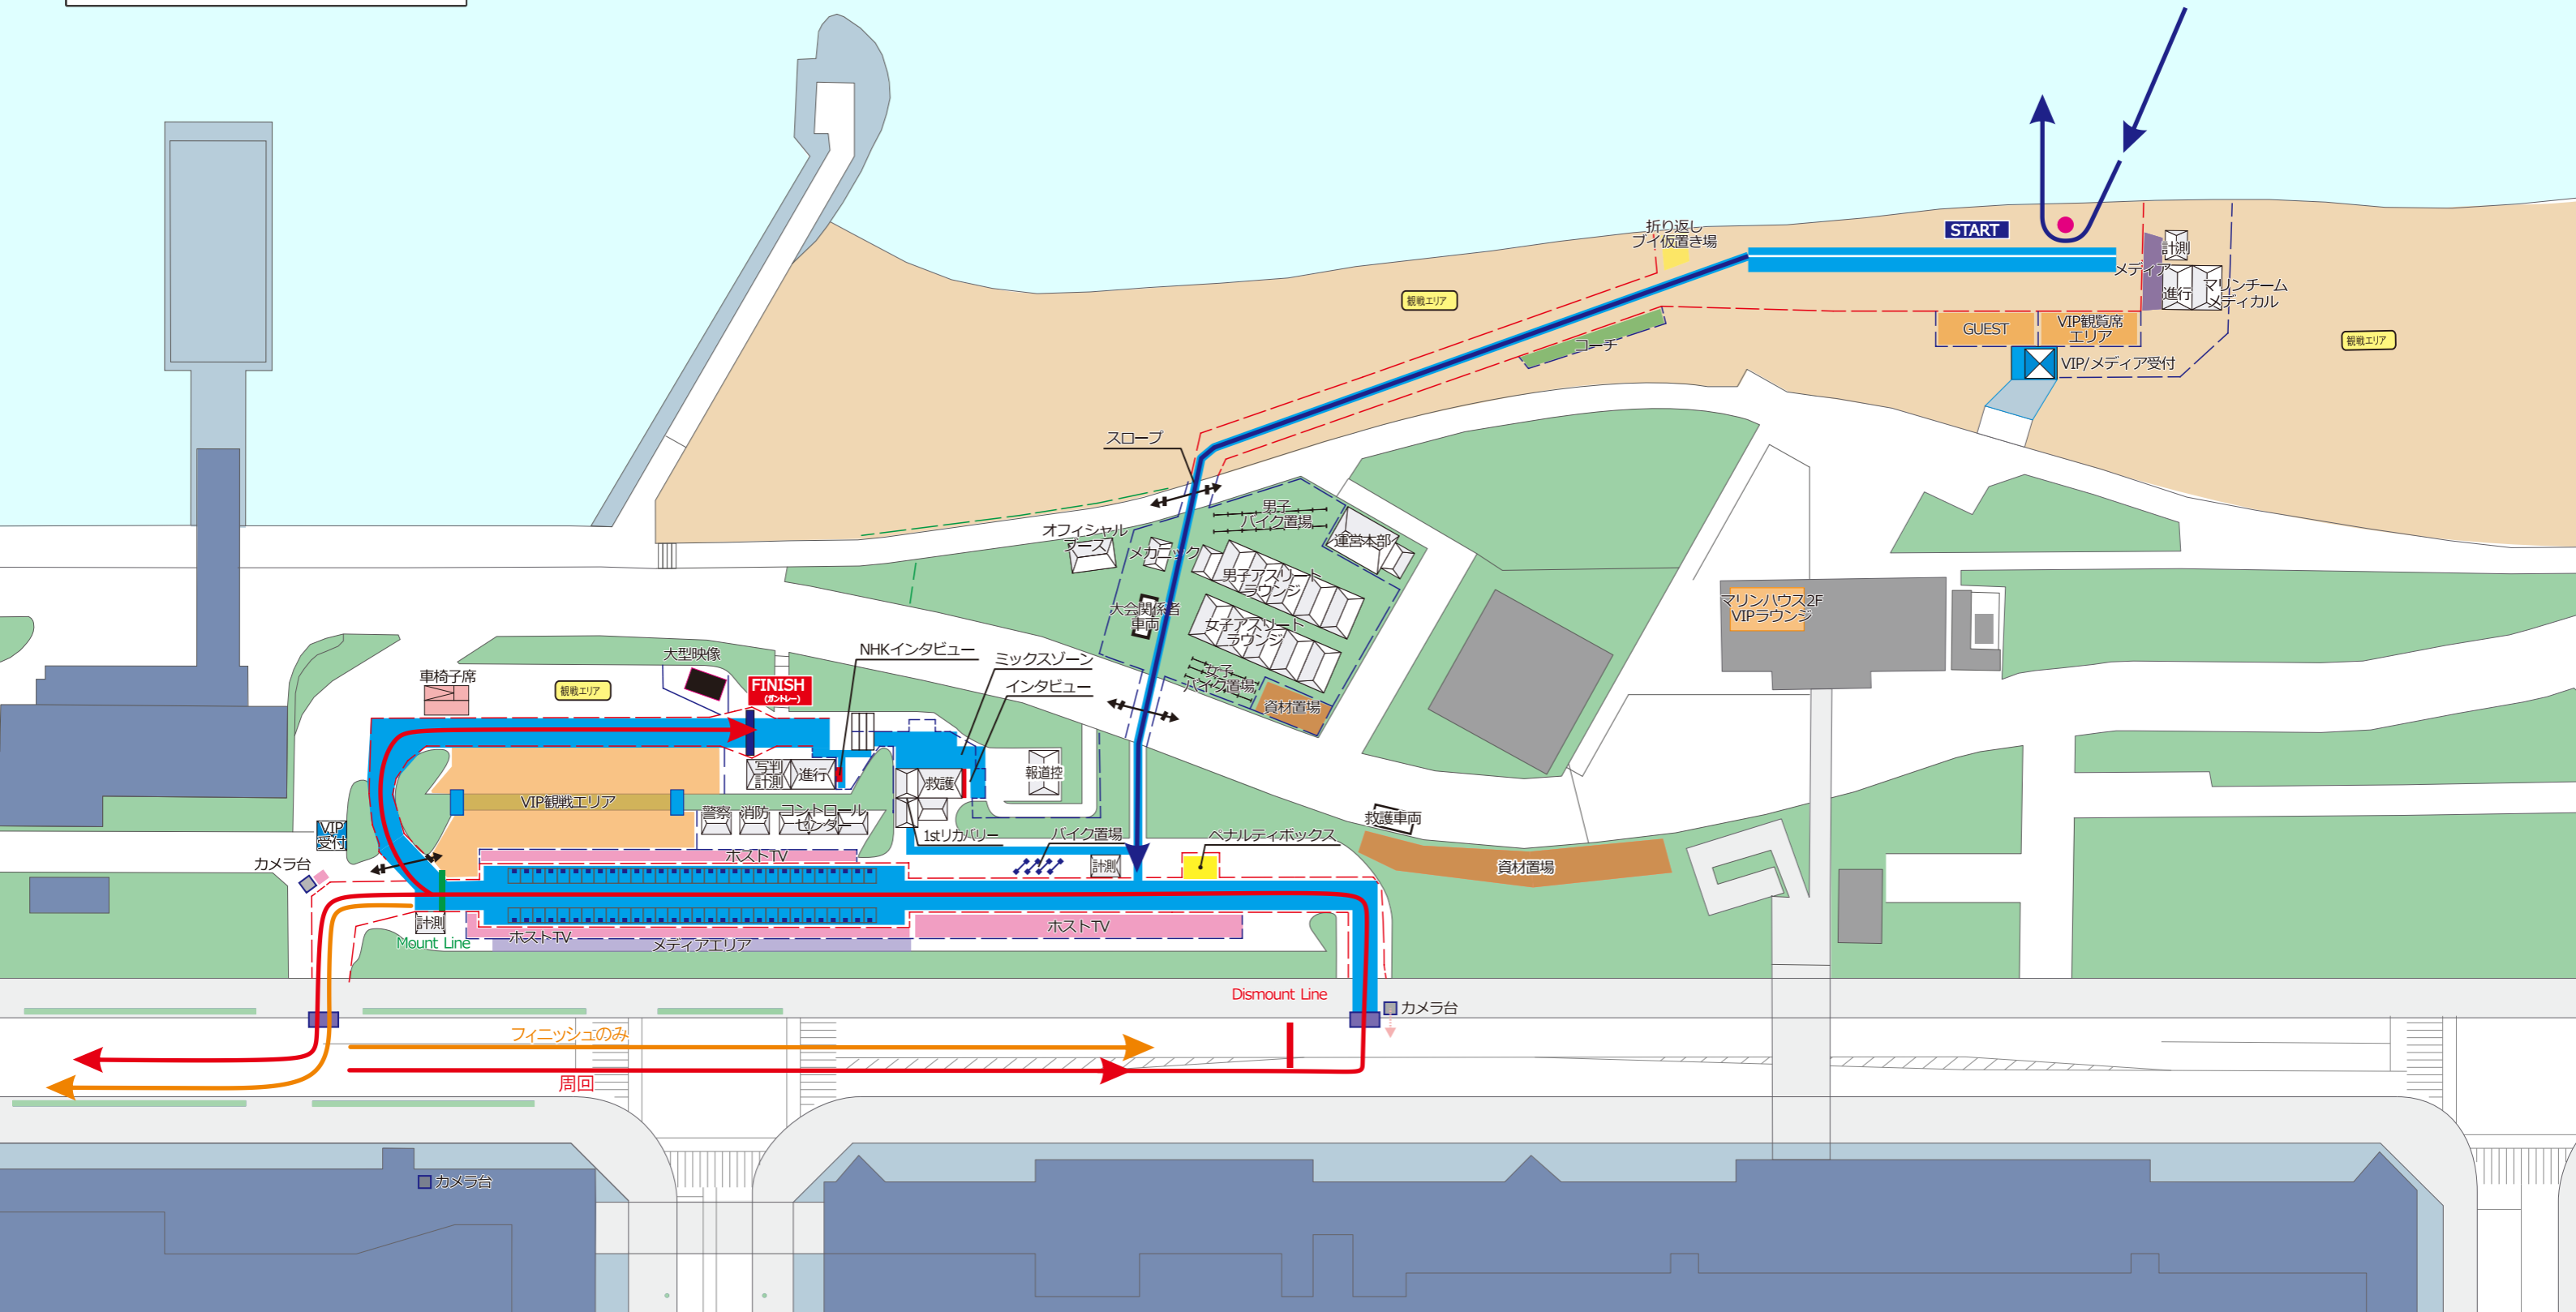 折り返し
ブイ仮置き場
START
計測
メディア
進行
マリンチーム
メディカル
観戦エリア
GUEST
VIP観覧席
エリア
コーチ
観戦エリア
VIP/メディア受付
スロープ
男子
バイク置場
オフィシャル
ブース
メカニック
運営本部
男子アスリート
ラウンジ
大会関係者
車両
女子アスリート
ラウンジ
マリンハウス2F
VIPラウンジ
女子
バイク置場
資材置場
NHKインタビュー
ミックスゾーン
インタビュー
大型映像
車椅子席
観戦エリア
FINISH
写判
計測
進行
救護
報道控
VIP観戦エリア
警察
消防
コントロール
センター
VIP
受付
1stリカバリー
バイク置場
ペナルティボックス
救護車両
カメラ台
ホストTV
計測
資材置場
計測
Mount Line
ホストTV
メディアエリア
ホストTV
Dismount Line
カメラ台
フィニッシュのみ
周回
カメラ台